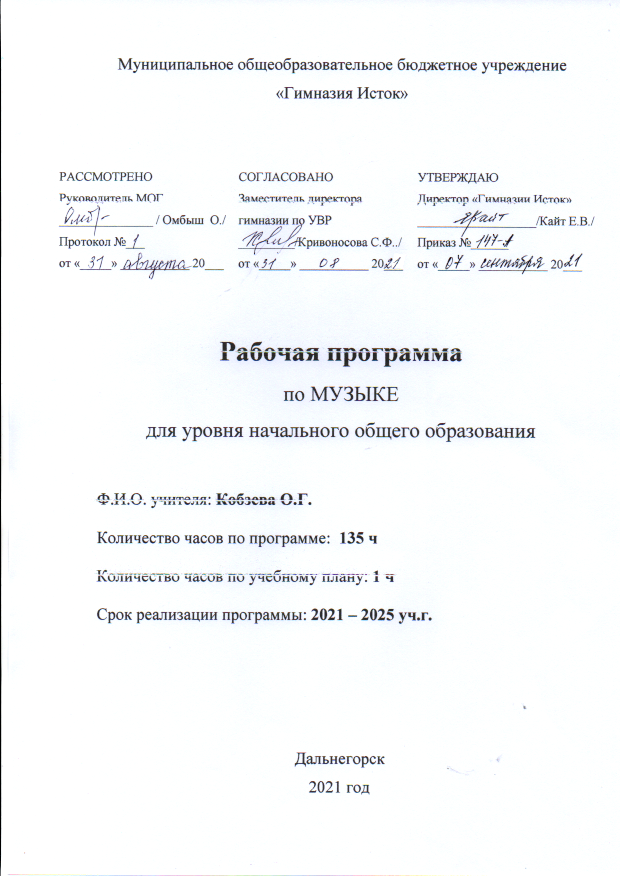 Муниципальное общеобразовательное бюджетное учреждение
«Гимназия Исток»
РАССМОТРЕНО
Руководитель МОГ
/ Омбыш О./
Протокол № 1
от « 31 » августа 20
СОГЛАСОВАНО
Заместитель директора
гимназии по УВР
/Кривоносова С.Ф../
от «31 » 08 2021
УТВЕРЖДАЮ
Директор «Гимназии Исток»
/Кайт Е.В./
Приказ № 147-А
от « 07 » сентября 2021
Рабочая программа
по МУЗЫКЕ
для уровня начального общего образования
Ф.И.О. учителя: Кобзева О.Г.
Количество часов по программе: 135 ч
Количество часов по учебному плану: 1 ч
Срок реализации программы: 2021 – 2025 уч.г.
Дальнегорск
2021 год